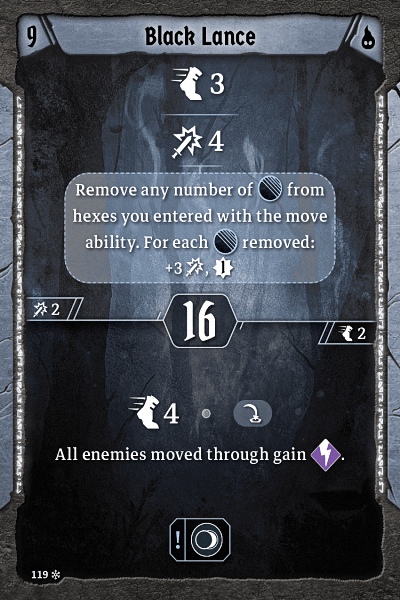 9 Black Lance
3
4
Remove any number of from
hexes you entered with the move
ability. For each removed:
+3 ,
2
16
2
4
All enemies moved through gain .
!
119